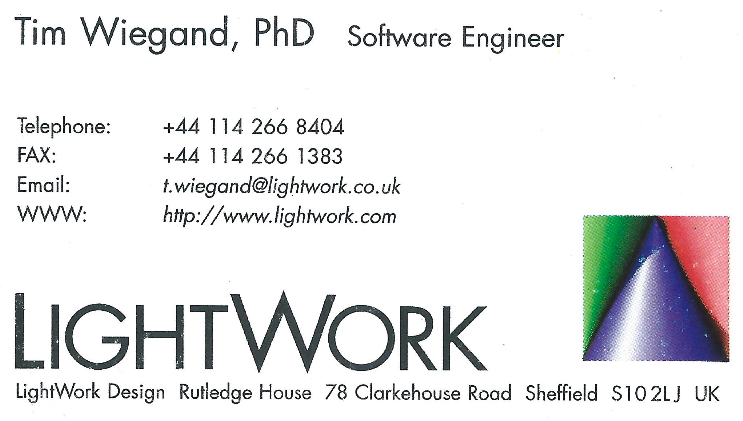 Tim Wiegand, PhD Software Engineer
Telephone: +44 114 266 8404
FAX: +44 114 266 1383
Email: t.wiegand@lightwork.co.uk
WWW: http://www.lightwork.com
LIGHTWORK
LightWork Design Rutledge House 78 Clarkehouse Road Sheffield S10 2LJ UK